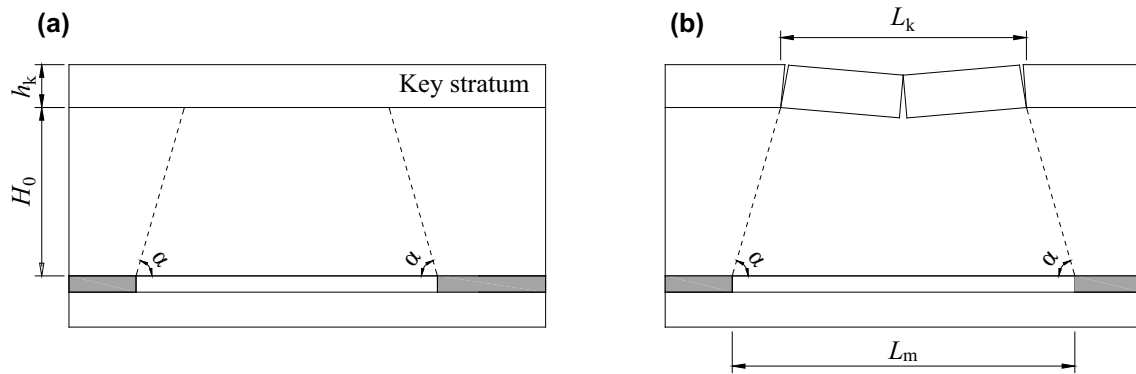 (a)
h_k
Key stratum
H_0
α
α
(b)
L_k
α
α
L_m